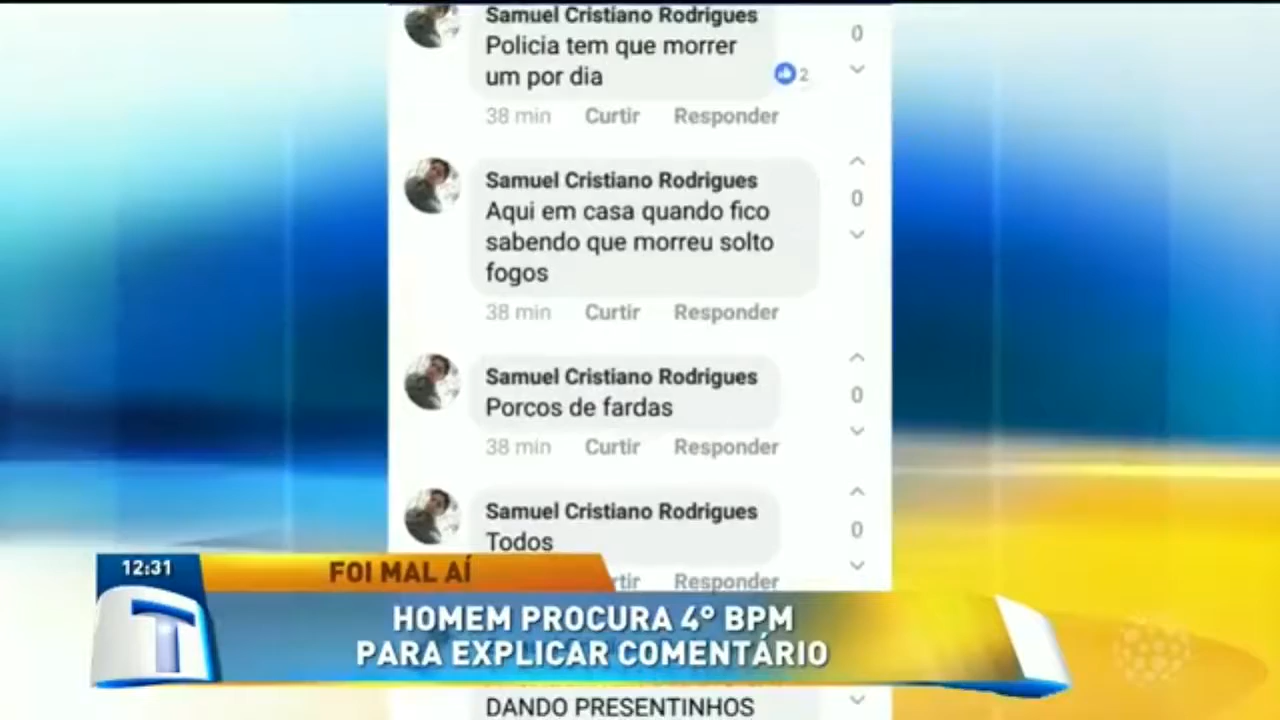 Samuel Cristiano Rodrigues
Policia tem que morrer
um por dia
2
0
38 min Curtir Responder
Samuel Cristiano Rodrigues
Aqui em casa quando fico
sabendo que morreu solto
fogos
0
38 min Curtir Responder
Samuel Cristiano Rodrigues
Porcos de fardas
0
38 min Curtir Responder
Samuel Cristiano Rodrigues
Todos
0
Responder
12:31
FOI MAL AÍ
T
HOMEM PROCURA 4° BPM
PARA EXPLICAR COMENTÁRIO
DANDO PRESENTINHOS